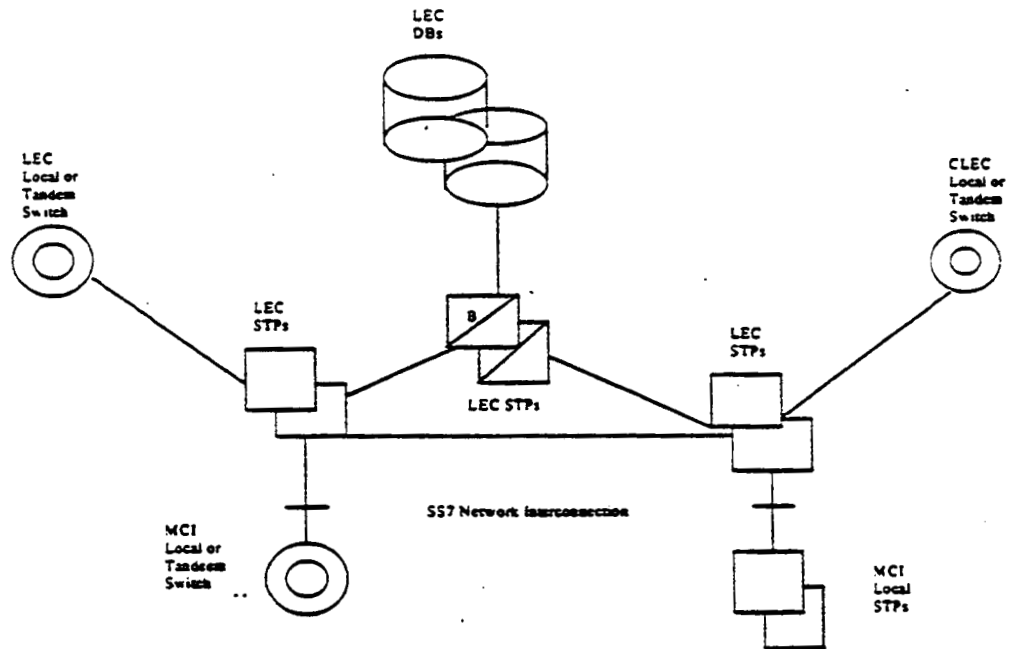 LEC
DBs
LEC
Local or
Tandem
Switch
CLEC
Local or
Tandem
Switch
LEC
STPs
B
LEC
STPs
LEC STPs
SS7 Network Interconnection
MCI
Local or
Tandem
Switch
MCI
Local
STPs